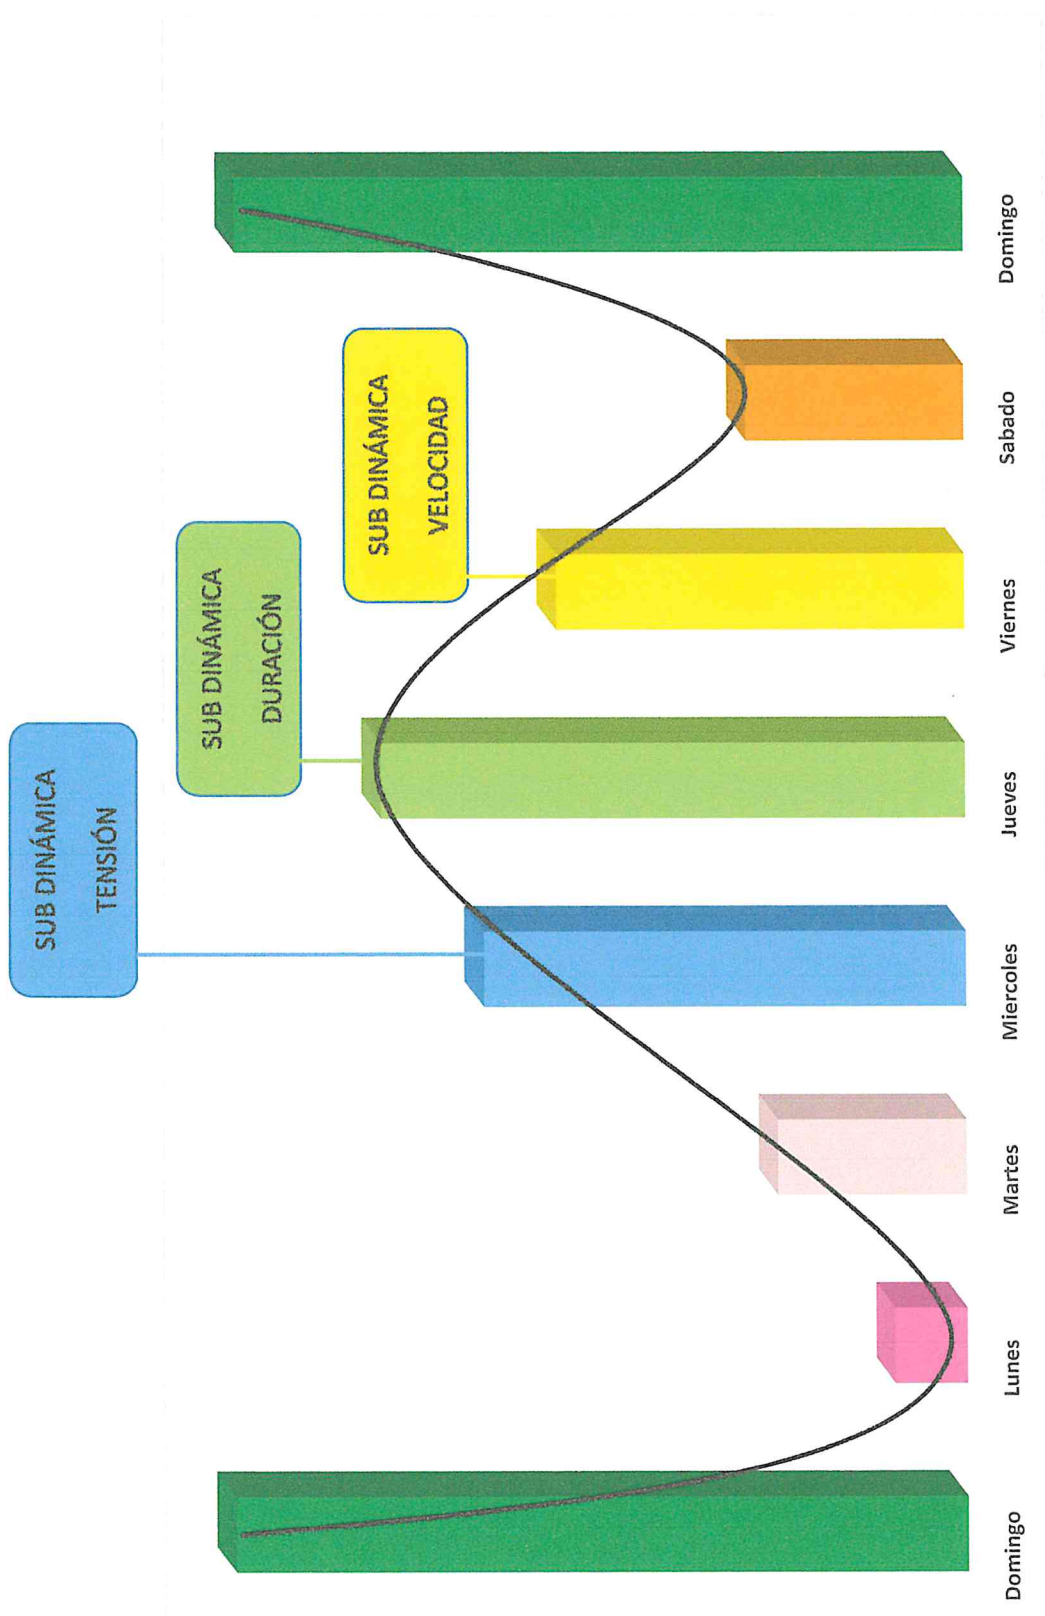 SUB DINÁMICA
TENSIÓN
SUB DINÁMICA
DURACIÓN
SUB DINÁMICA
VELOCIDAD
Domingo
Lunes
Martes
Miercoles
Jueves
Viernes
Sabado
Domingo